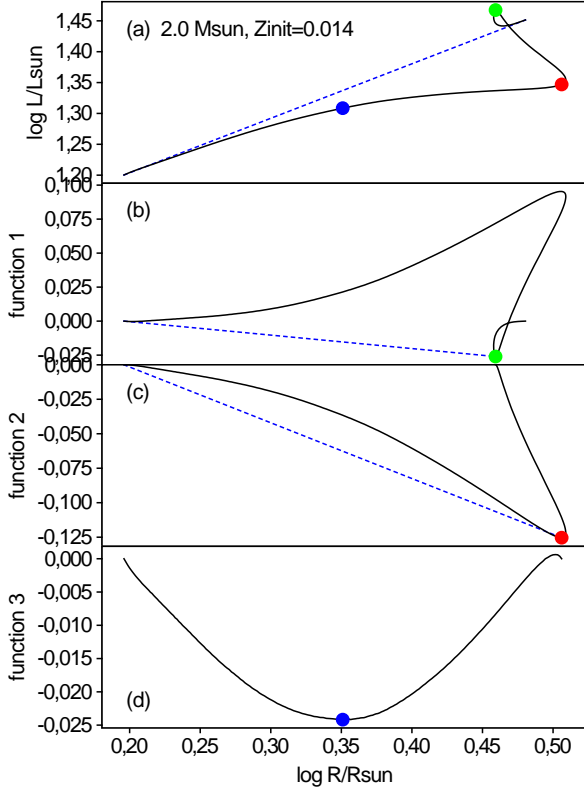 (a) 2.0 Msun, Zinit=0.014
log L/Lsun
1,45
1,40
1,35
1,30
1,25
1,20
(b)
function 1
0,100
0,075
0,050
0,025
0,000
-0,025
(c)
function 2
0,000
-0,025
-0,050
-0,075
-0,100
-0,125
(d)
function 3
0,000
-0,005
-0,010
-0,015
-0,020
-0,025
0,20 0,25 0,30 0,35 0,40 0,45 0,50
log R/Rsun